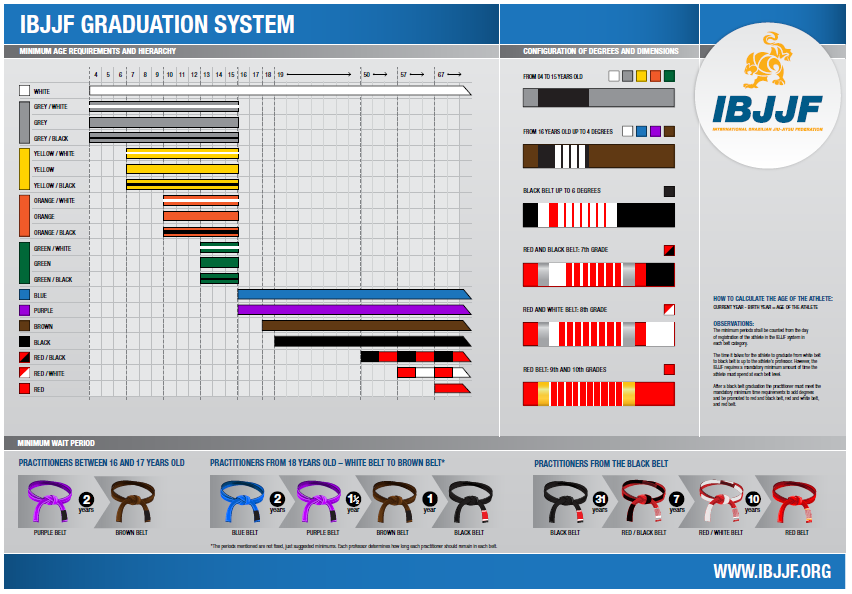 IBJJF GRADUATION SYSTEM
MINIMUM AGE REQUIREMENTS AND HIERARCHY
4 5 6 7 8 9 10 11 12 13 14 15 16 17 18 19 50 57 67
WHITE
GREY / WHITE
GREY
GREY / BLACK
YELLOW / WHITE
YELLOW
YELLOW / BLACK
ORANGE / WHITE
ORANGE
ORANGE / BLACK
GREEN / WHITE
GREEN
GREEN / BLACK
BLUE
PURPLE
BROWN
BLACK
RED / BLACK
RED / WHITE
RED
CONFIGURATION OF DEGREES AND DIMENSIONS
FROM 04 TO 15 YEARS OLD
FROM 16 YEARS OLD UP TO 4 DEGREES
BLACK BELT UP TO 6 DEGREES
RED AND BLACK BELT: 7th GRADE
RED AND WHITE BELT: 8th GRADE
RED BELT: 9th AND 10th GRADES
IBJJF
INTERNATIONAL BRAZILIAN JIU-JITSU FEDERATION
HOW TO CALCULATE THE AGE OF THE ATHLETE:
CURRENT YEAR - BIRTH YEAR = AGE OF THE ATHLETE
OBSERVATIONS:
The minimum periods shall be counted from the day
of registration of the athlete in the IBJJF system in
each belt category.
The time it takes for the athlete to graduate from white belt
to black belt is up to the athlete's professor. However, the
IBJJF requires a mandatory minimum amount of time the
athlete must spend at each belt level.
After a black belt graduation the practitioner must meet the
mandatory minimum time requirements to add degrees
and be promoted to red and black belt, red and white belt,
and red belt.
MINIMUM WAIT PERIOD
PRACTITIONERS BETWEEN 16 AND 17 YEARS OLD
2
years
PURPLE BELT
BROWN BELT
PRACTITIONERS FROM 18 YEARS OLD – WHITE BELT TO BROWN BELT*
2
years
1½
year
1
year
BLUE BELT
PURPLE BELT
BROWN BELT
BLACK BELT
*The periods mentioned are not fixed, just suggested minimums. Each professor determines how long each practitioner should remain in each belt.
PRACTITIONERS FROM THE BLACK BELT
31
years
7
years
10
years
BLACK BELT
RED / BLACK BELT
RED / WHITE BELT
RED BELT
WWW.IBJJF.ORG